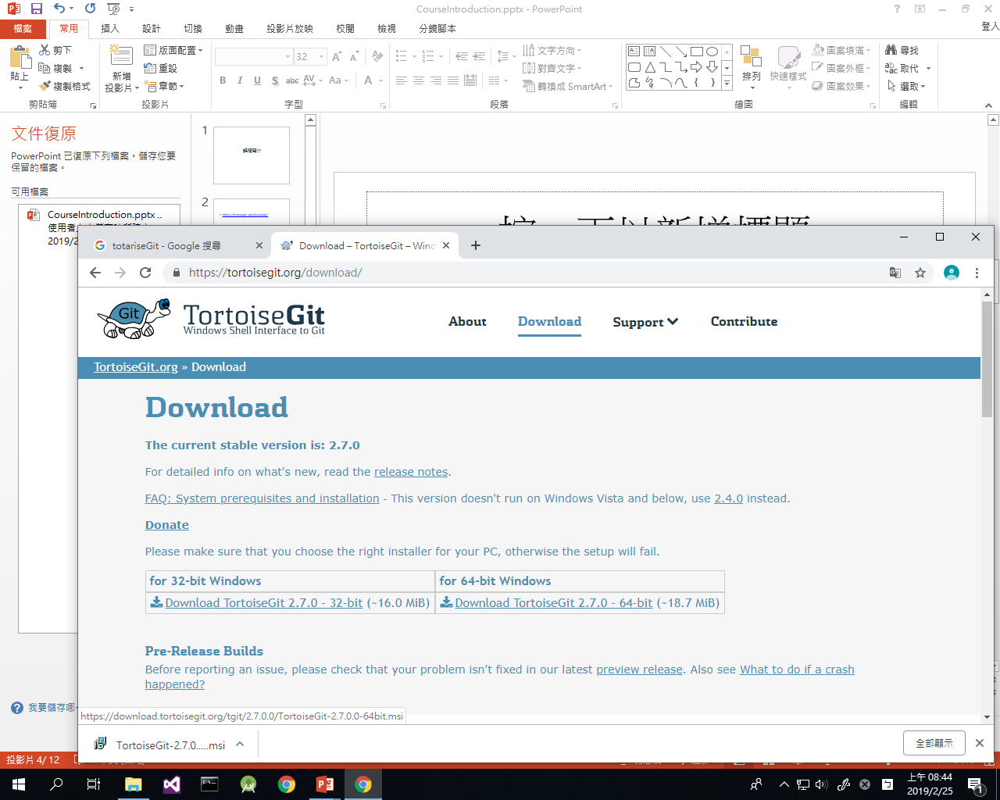 CourseIntroduction.pptx - PowerPoint
檔案 常用 插入 設計 切換 動畫 投影片放映 校閱 檢視 分鏡腳本 登入
貼上 剪下 複製 複製格式 剪貼簿
新增投影片 版面配置 重設 章節 投影片
32 B I U S abc AV Aa A 字型
文字方向 對齊文字 轉換成 SmartArt 段落
排列 快速樣式 圖案填滿 圖案外框 圖案效果 繪圖
尋找 取代 選取 編輯
文件復原
PowerPoint 已復原下列檔案。儲存您要
保留的檔案。
可用檔案
CourseIntroduction.pptx ..
使用者
2019/2
我要儲存哪
1
課程簡介
2
https://tortoisegit.org/download/
totariseGit - Google 搜尋
Download – TortoiseGit – Wind
https://tortoisegit.org/download/
Git TortoiseGit
Windows Shell Interface to Git
About Download Support Contribute
TortoiseGit.org » Download
Download
The current stable version is: 2.7.0
For detailed info on what's new, read the release notes.
FAQ: System prerequisites and installation - This version doesn't run on Windows Vista and below, use 2.4.0 instead.
Donate
Please make sure that you choose the right installer for your PC, otherwise the setup will fail.
for 32-bit Windows for 64-bit Windows
Download TortoiseGit 2.7.0 - 32-bit (~16.0 MiB) Download TortoiseGit 2.7.0 - 64-bit (~18.7 MiB)
Pre-Release Builds
Before reporting an issue, please check that your problem isn't fixed in our latest preview release. Also see What to do if a crash
happened?
https://download.tortoisegit.org/tgit/2.7.0.0/TortoiseGit-2.7.0.0-64bit.msi
TortoiseGit-2.7.0.....msi
全部顯示
投影片 4/ 12
上午 08:44
2019/2/25
1